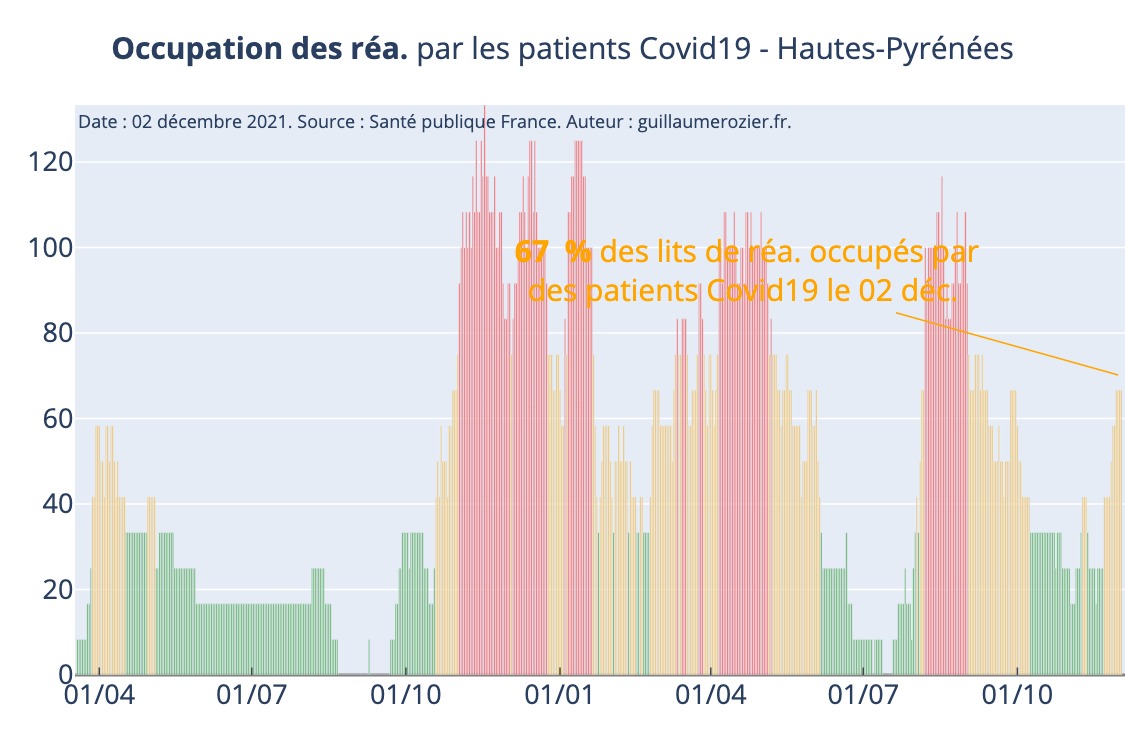 Occupation des réa. par les patients Covid19 - Hautes-Pyrénées
Date : 02 décembre 2021. Source : Santé publique France. Auteur : guillaumerozier.fr.
120
100
67 % des lits de réa. occupés par
des patients Covid19 le 02 déc.
80
60
40
20
0
01/04 01/07 01/10 01/01 01/04 01/07 01/10